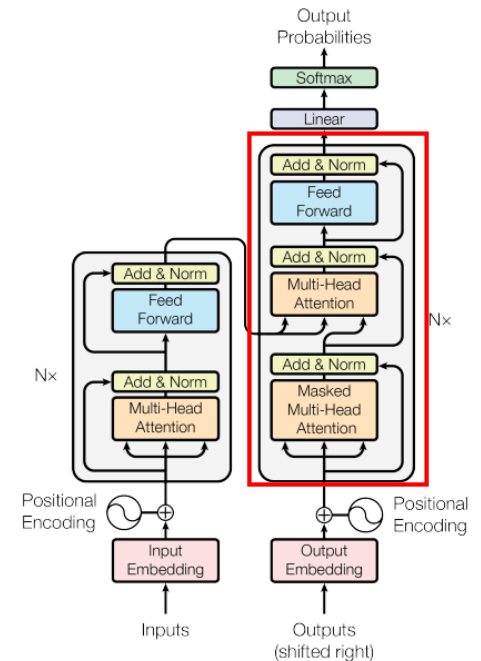 Output
Probabilities
Softmax
Linear
Add & Norm
Feed
Forward
Add & Norm
Multi-Head
Attention
Add & Norm
Masked
Multi-Head
Attention
N×
Add & Norm
Feed
Forward
Add & Norm
Multi-Head
Attention
N×
Positional
Encoding
Positional
Encoding
Input
Embedding
Output
Embedding
Inputs
Outputs
(shifted right)